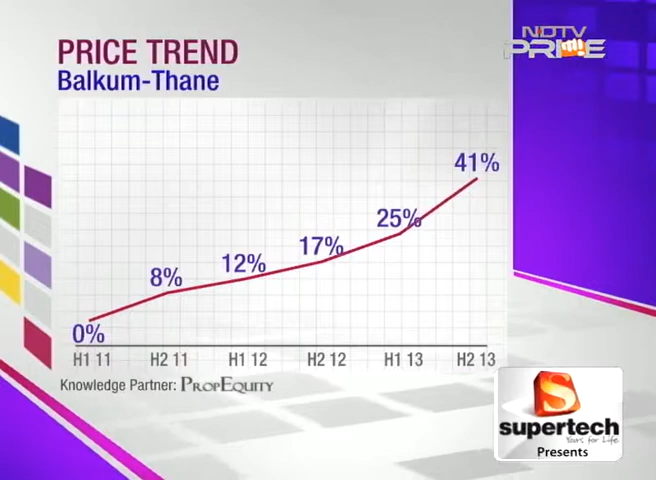 NDTV
PRIME
PRICE TREND
Balkum-Thane
41%
25%
17%
12%
8%
0%
H1 11 H2 11 H1 12 H2 12 H1 13 H2 13
Knowledge Partner: PROPEQUITY
S
supertech
Yours for Life
Presents